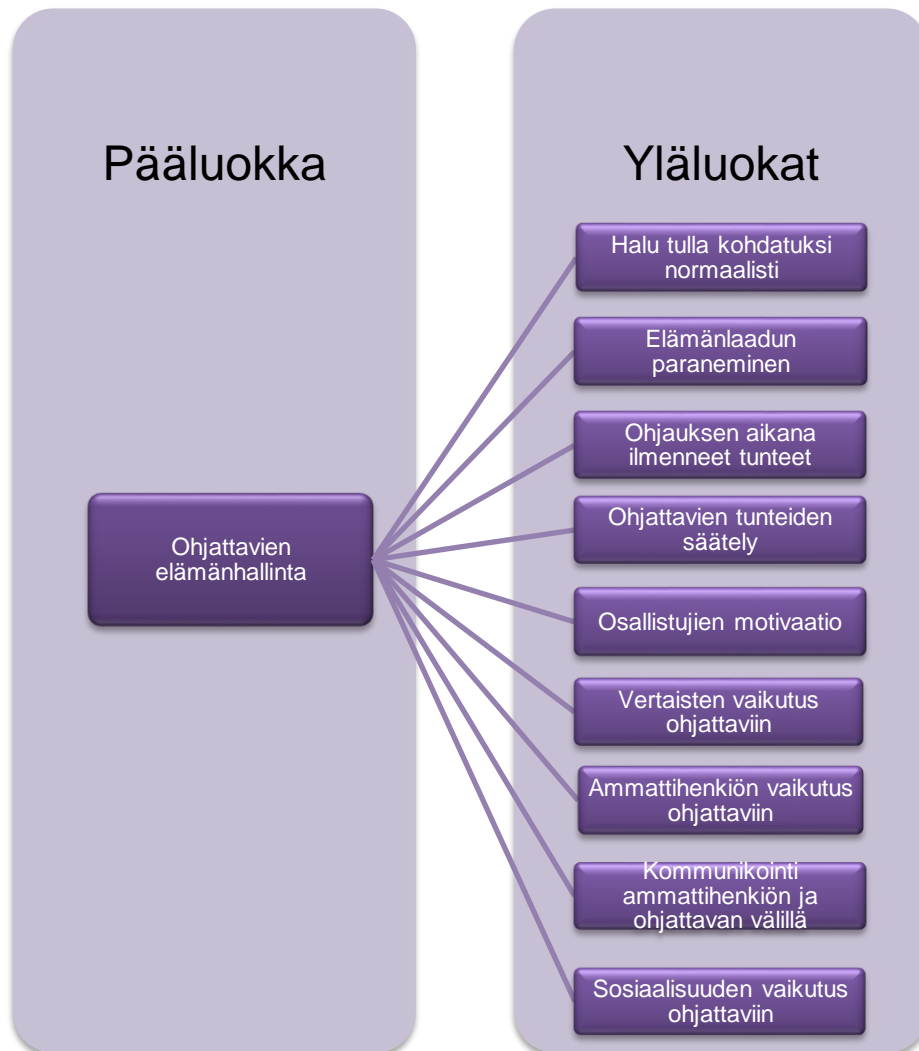 Pääluokka
Yläluokat
Ohjattavien
elämänhallinta
Halu tulla kohdatuksi
normaalisti
Elämänlaadun
paraneminen
Ohjauksen aikana
ilmenneet tunteet
Ohjattavien tunteiden
säätely
Osallistujien motivaatio
Vertaisten vaikutus
ohjattaviin
Ammattihenkiön vaikutus
ohjattaviin
Kommunikointi
ammattihenkiön ja
ohjattavan välillä
Sosiaalisuuden vaikutus
ohjattaviin